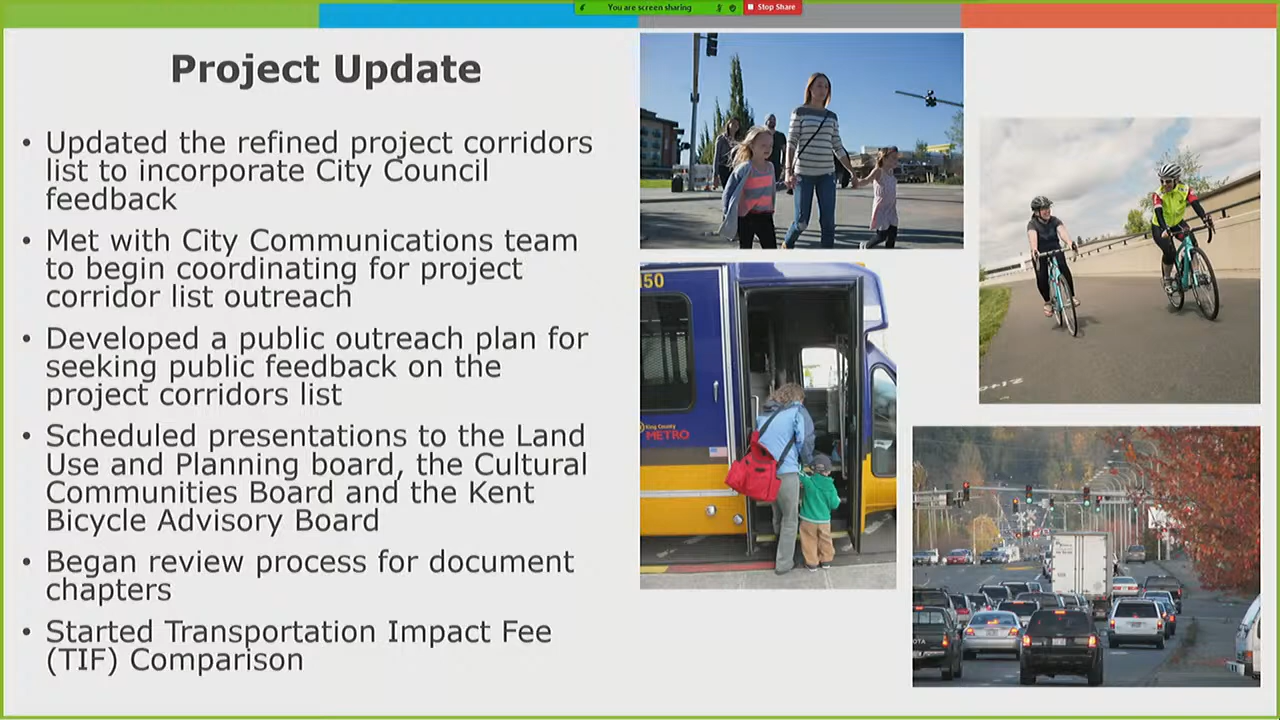 You are screen sharing
Stop Share
Project Update
• Updated the refined project corridors
list to incorporate City Council
feedback
• Met with City Communications team
to begin coordinating for project
corridor list outreach
• Developed a public outreach plan for
seeking public feedback on the
project corridors list
• Scheduled presentations to the Land
Use and Planning board, the Cultural
Communities Board and the Kent
Bicycle Advisory Board
• Began review process for document
chapters
• Started Transportation Impact Fee
(TIF) Comparison
150
King County
METRO